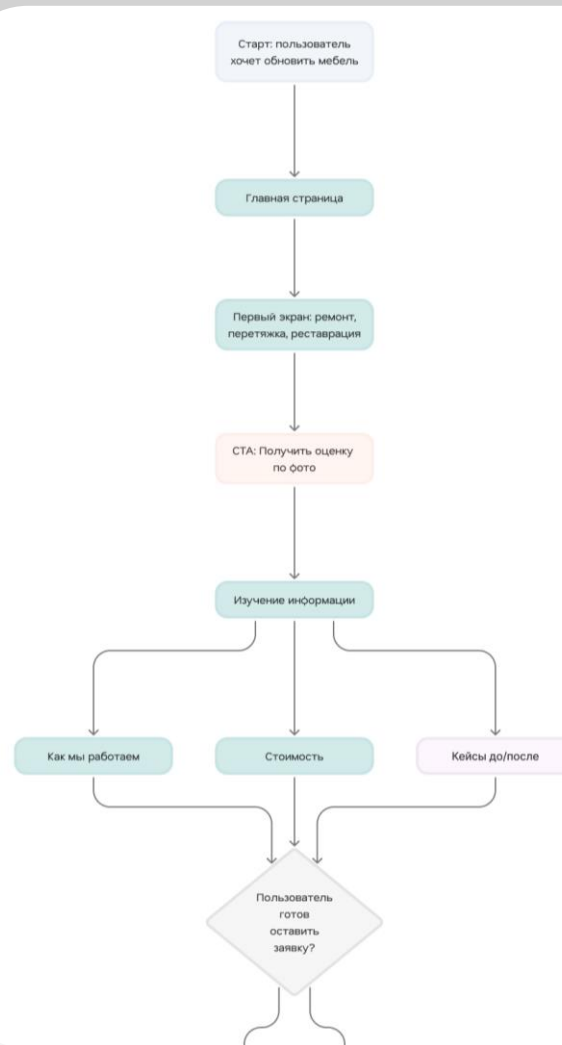 Старт: пользователь
хочет обновить мебель
Главная страница
Первый экран: ремонт,
перетяжка, реставрация
CTA: Получить оценку
по фото
Изучение информации
Как мы работаем
Стоимость
Кейсы до/после
Пользователь
готов
оставить
заявку?